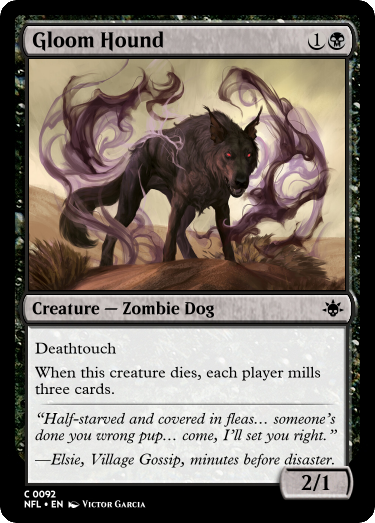 Gloom Hound 1
Creature — Zombie Dog
Deathtouch
When this creature dies, each player mills
three cards.
“Half-starved and covered in fleas… someone’s
done you wrong pup… come, I’ll set you right.”
—Elsie, Village Gossip, minutes before disaster.
2/1
C 0092
NFL • EN VICTOR GARCIA